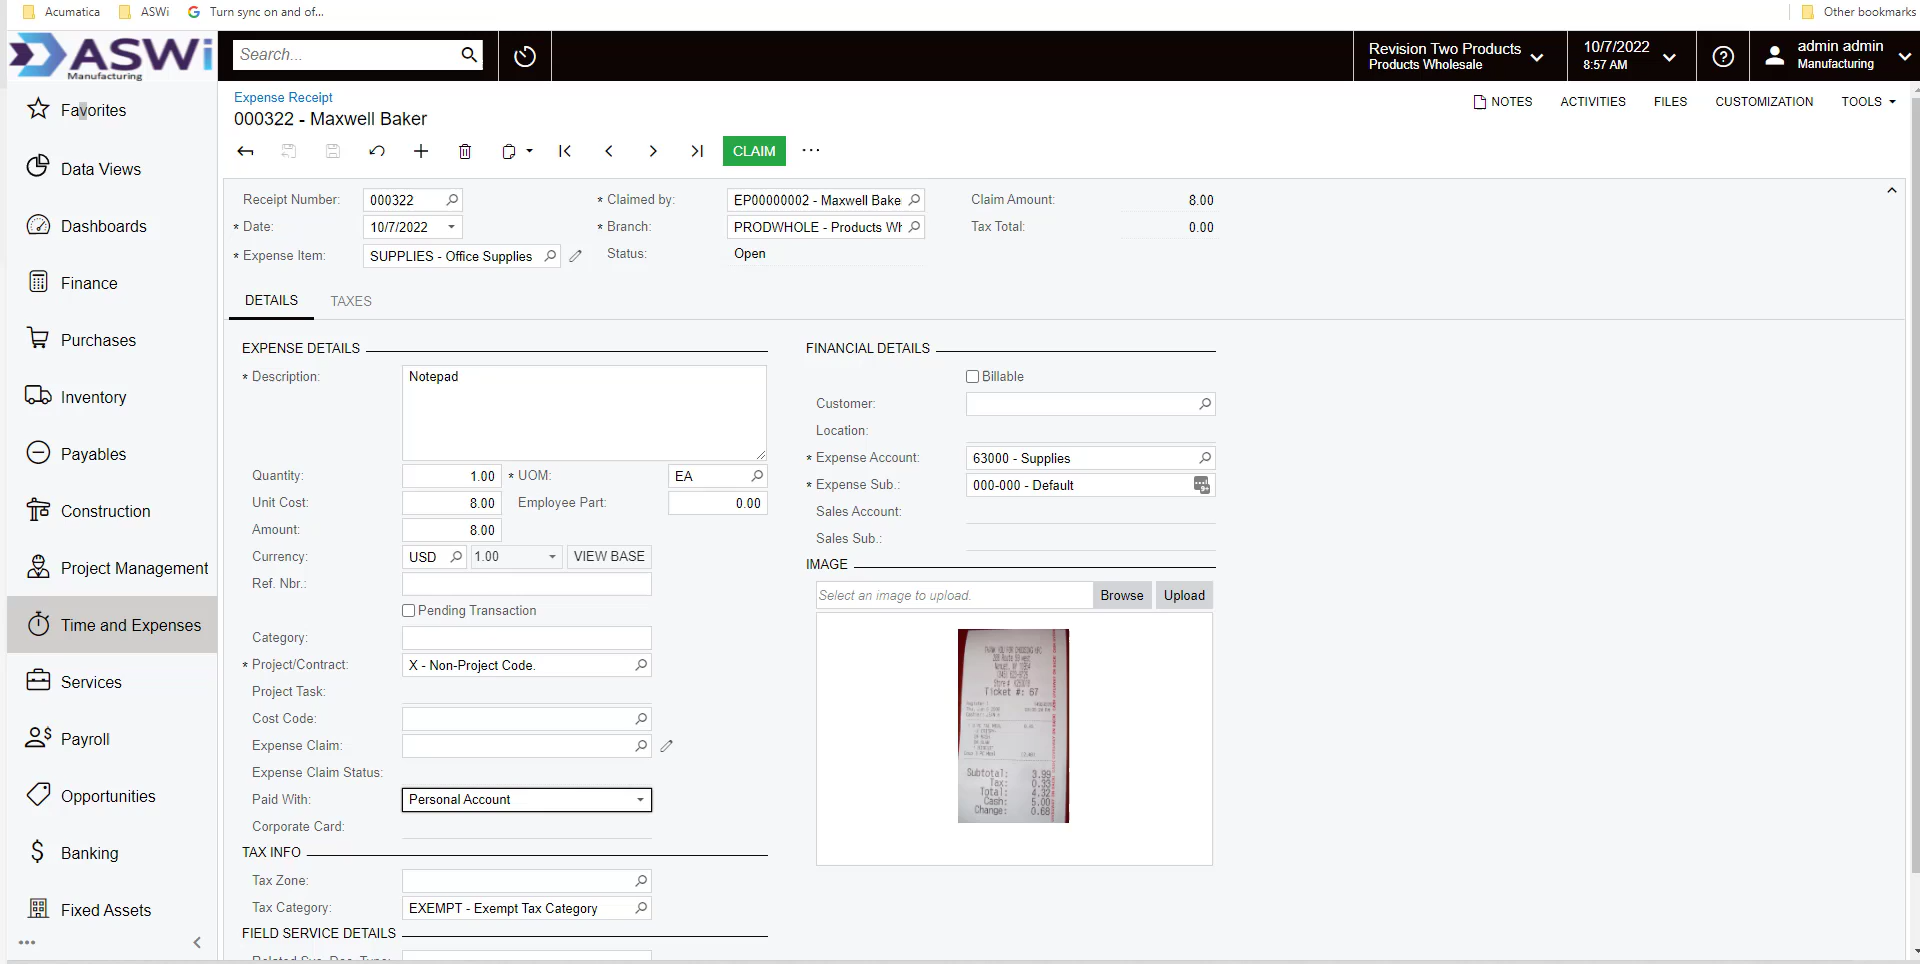 Acumatica ASWi Turn sync on and of... Other bookmarks
ASWi
Manufacturing
Search...
Revision Two Products
Products Wholesale
10/7/2022
8:57 AM
admin admin
Manufacturing
Favorites
Data Views
Dashboards
Finance
Purchases
Inventory
Payables
Construction
Project Management
Time and Expenses
Services
Payroll
Opportunities
Banking
Fixed Assets
Expense Receipt
000322 - Maxwell Baker
NOTES ACTIVITIES FILES CUSTOMIZATION TOOLS
CLAIM
Receipt Number: 000322 * Claimed by: EP00000002 - Maxwell Bake Claim Amount: 8.00
* Date: 10/7/2022 * Branch: PRODWHOLE - Products Wh Tax Total: 0.00
* Expense Item: SUPPLIES - Office Supplies Status: Open
DETAILS TAXES
EXPENSE DETAILS
* Description: Notepad
Quantity: 1.00 * UOM: EA
Unit Cost: 8.00 Employee Part: 0.00
Amount: 8.00
Currency: USD 1.00 VIEW BASE
Ref. Nbr.:
Pending Transaction
Category:
* Project/Contract: X - Non-Project Code.
Project Task:
Cost Code:
Expense Claim:
Expense Claim Status:
Paid With: Personal Account
Corporate Card:
TAX INFO
Tax Zone:
Tax Category: EXEMPT - Exempt Tax Category
FIELD SERVICE DETAILS
Related Svc. Doc. Type:
FINANCIAL DETAILS
Billable
Customer:
Location:
* Expense Account: 63000 - Supplies
* Expense Sub.: 000-000 - Default
Sales Account:
Sales Sub.:
IMAGE
Select an image to upload. Browse Upload
Ticket #: 67
Subtotal: 3.99
Tax: 0.33
Total: 4.32
Cash: 5.00
Change: 0.68